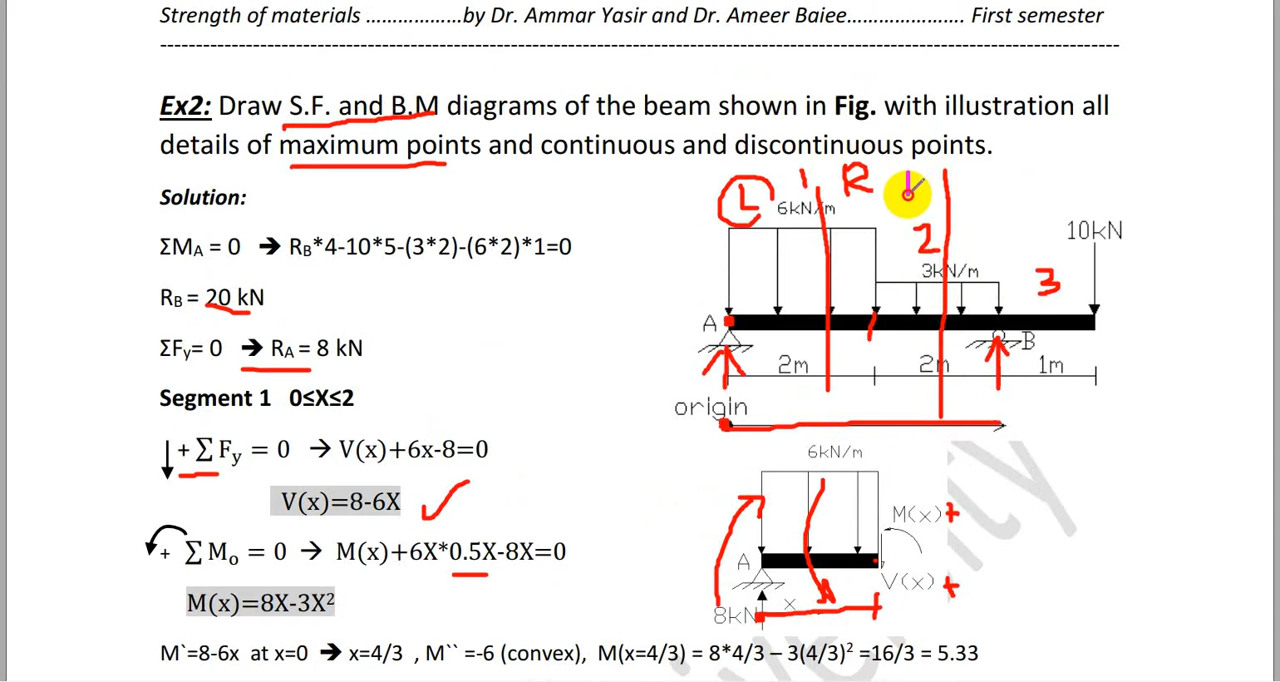 Strength of materials ..................by Dr. Ammar Yasir and Dr. Ameer Baiee..................... First semester
Ex2: Draw S.F. and B.M diagrams of the beam shown in Fig. with illustration all
details of maximum points and continuous and discontinuous points.
Solution:
ΣMA = 0 ➔ RB*4-10*5-(3*2)-(6*2)*1=0
RB = 20 kN
ΣFy= 0 ➔ RA = 8 kN
Segment 1 0≤X≤2
+ ΣFy = 0 → V(x)+6x-8=0
V(x)=8-6X
+ ΣMo = 0 → M(x)+6X*0.5X-8X=0
M(x)=8X-3X²
L 1 R
6kN/m
2
10kN
3kN/m
3
A
B
2m 2m 1m
origin
6kN/m
M(x)+
A
V(x)+
x
8kN
M`=8-6x at x=0 ➔ x=4/3 , M`` =-6 (convex), M(x=4/3) = 8*4/3 – 3(4/3)² =16/3 = 5.33